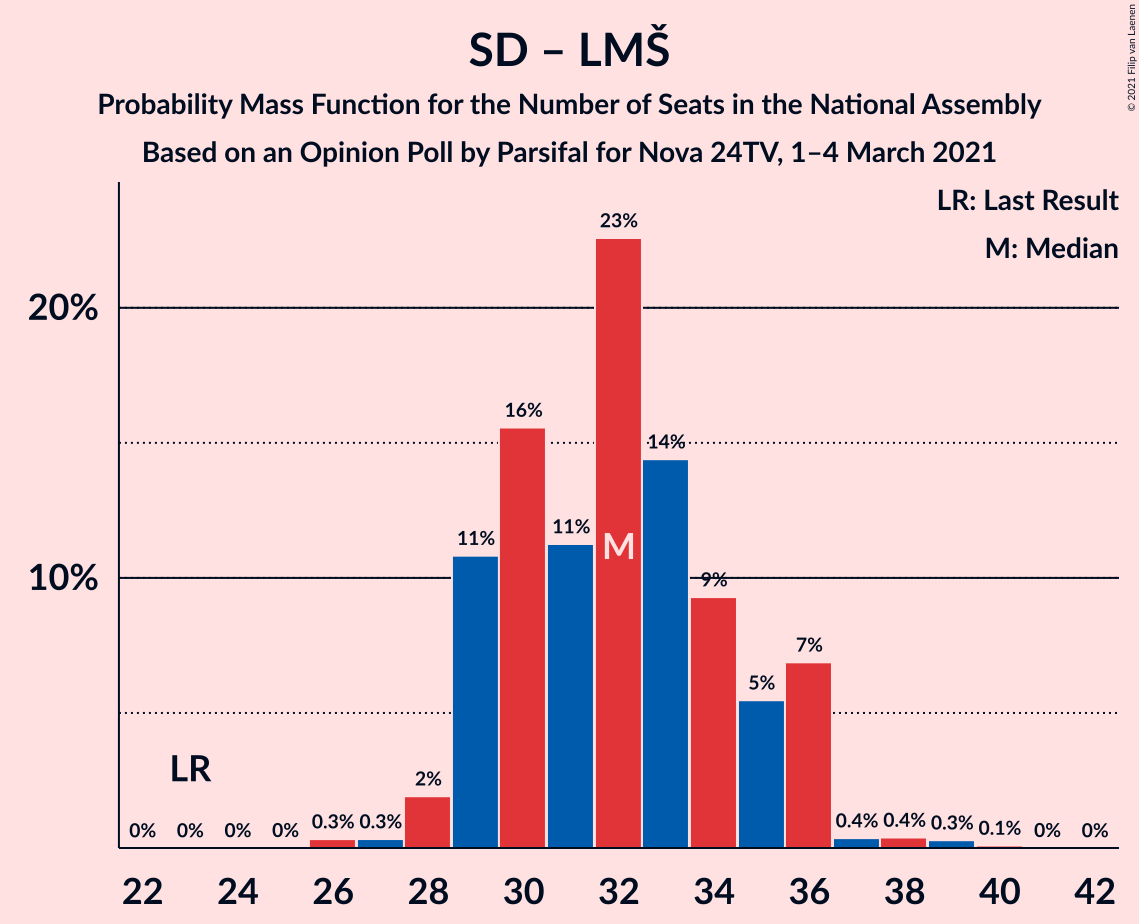 SD – LMŠ
Probability Mass Function for the Number of Seats in the National Assembly
Based on an Opinion Poll by Parsifal for Nova 24TV, 1–4 March 2021
© 2021 Filip van Laenen
LR: Last Result
M: Median
20%
10%
0% 0% 0% 0% 0.3% 0.3% 2% 11% 16% 11% 23% 14% 9% 5% 7% 0.4% 0.4% 0.3% 0.1% 0% 0%
LR
M
22 24 26 28 30 32 34 36 38 40 42